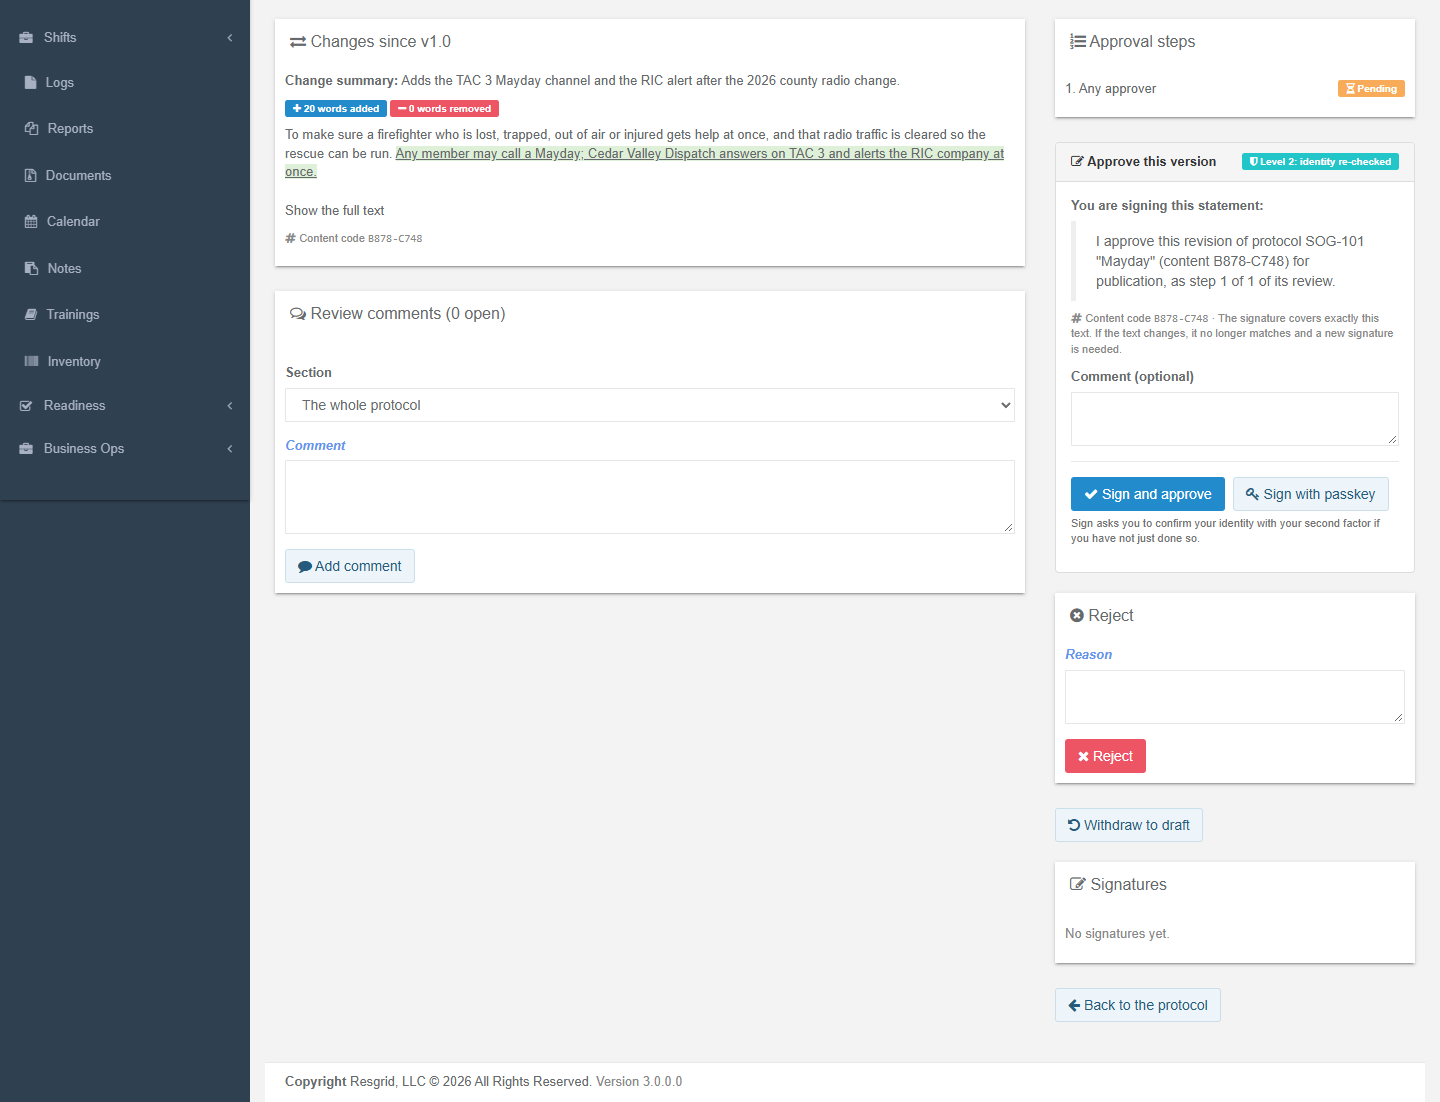 Shifts
Logs
Reports
Documents
Calendar
Notes
Trainings
Inventory
Readiness
Business Ops
Changes since v1.0
Change summary: Adds the TAC 3 Mayday channel and the RIC alert after the 2026 county radio change.
20 words added
0 words removed
To make sure a firefighter who is lost, trapped, out of air or injured gets help at once, and that radio traffic is cleared so the
rescue can be run. Any member may call a Mayday; Cedar Valley Dispatch answers on TAC 3 and alerts the RIC company at
once.
Show the full text
Content code B878-C748
Review comments (0 open)
Section
The whole protocol
Comment
Add comment
Approval steps
1. Any approver
Pending
Approve this version
Level 2: identity re-checked
You are signing this statement:
I approve this revision of protocol SOG-101
"Mayday" (content B878-C748) for
publication, as step 1 of 1 of its review.
Content code B878-C748 · The signature covers exactly this
text. If the text changes, it no longer matches and a new signature
is needed.
Comment (optional)
Sign and approve
Sign with passkey
Sign asks you to confirm your identity with your second factor if
you have not just done so.
Reject
Reason
Reject
Withdraw to draft
Signatures
No signatures yet.
Back to the protocol
Copyright Resgrid, LLC © 2026 All Rights Reserved. Version 3.0.0.0